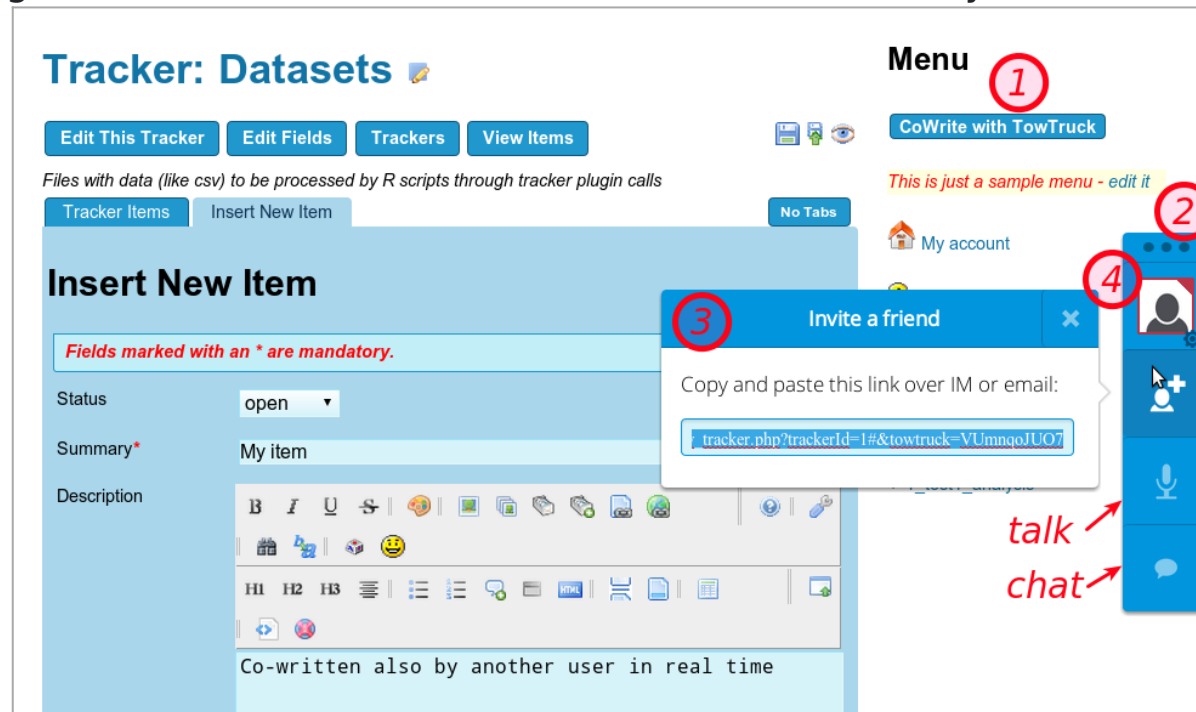 Tracker: Datasets
Edit This Tracker
Edit Fields
Trackers
View Items
Files with data (like csv) to be processed by R scripts through tracker plugin calls
Tracker Items
Insert New Item
No Tabs
Insert New Item
Fields marked with an * are mandatory.
Status
open
Summary*
My item
Description
B I U S
H1 H2 H3
HTML
Co-written also by another user in real time
Menu
1
CoWrite with TowTruck
This is just a sample menu - edit it
2
My account
4
3
Invite a friend
Copy and paste this link over IM or email:
_tracker.php?trackerId=1#&towtruck=VUmnqoJUO7
talk
chat